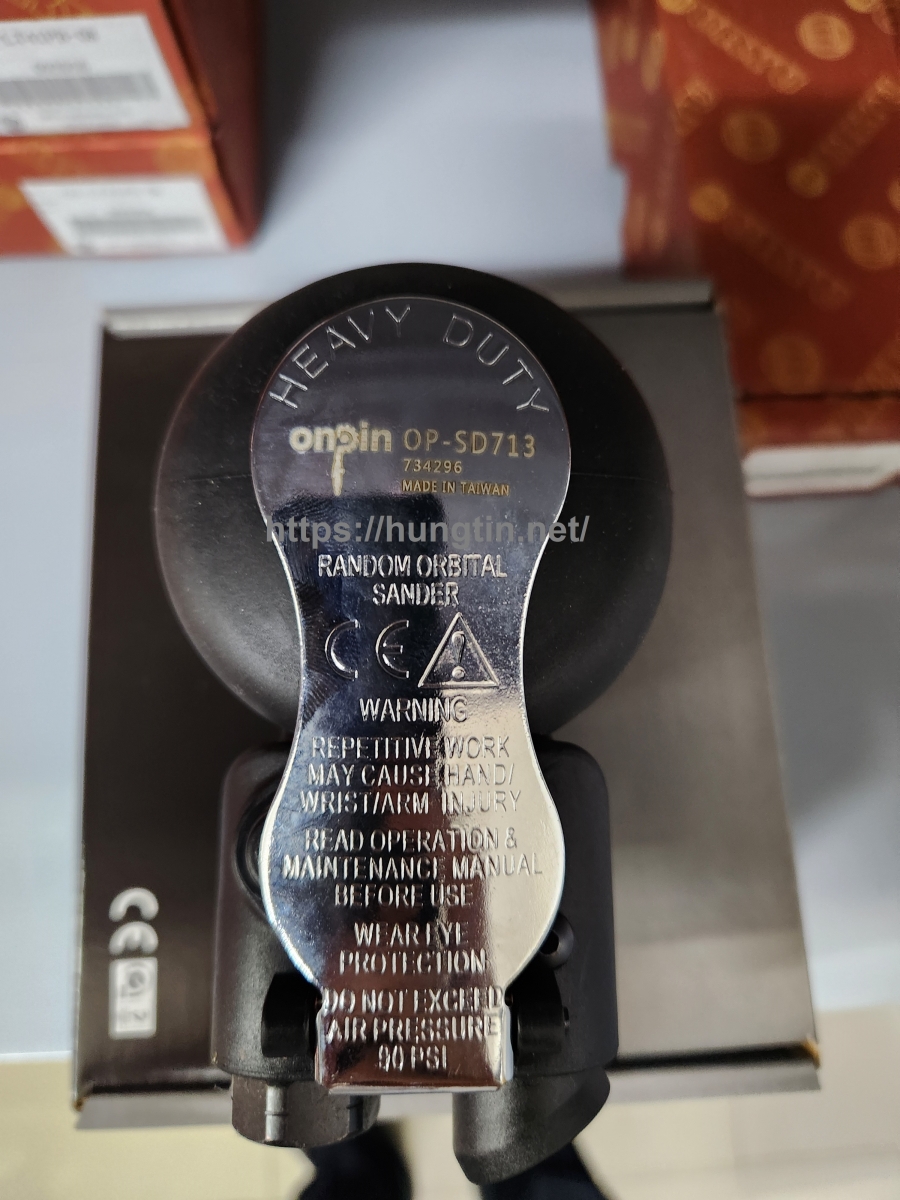 HEAVY DUTY
onpin OP-SD713
734296
MADE IN TAIWAN
https://hungtin.net/
RANDOM ORBITAL
SANDER
CE
WARNING
REPETITIVE WORK
MAY CAUSE HAND/
WRIST/ARM INJURY
READ OPERATION &
MAINTENANCE MANUAL
BEFORE USE
WEAR EYE
PROTECTION
DO NOT EXCEED
AIR PRESSURE
90 PSI
CE